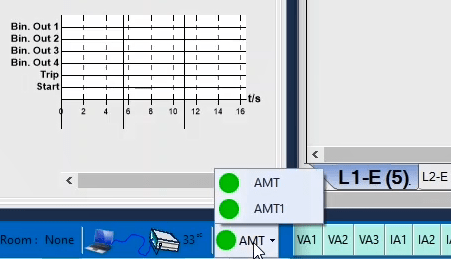 Bin. Out 1
Bin. Out 2
Bin. Out 3
Bin. Out 4
Trip
Start
t/s
0 2 4 6 8 10 12 14 16
< <
AMT
AMT1
L1-E (5) L2-E
Room : None 33°° AMT VA1 VA2 VA3 IA1 IA2